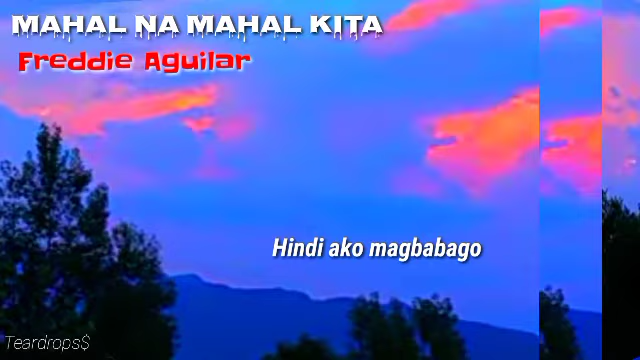 MAHAL NA MAHAL KITA
Freddie Aguilar
Hindi ako magbabago
Teardrops$